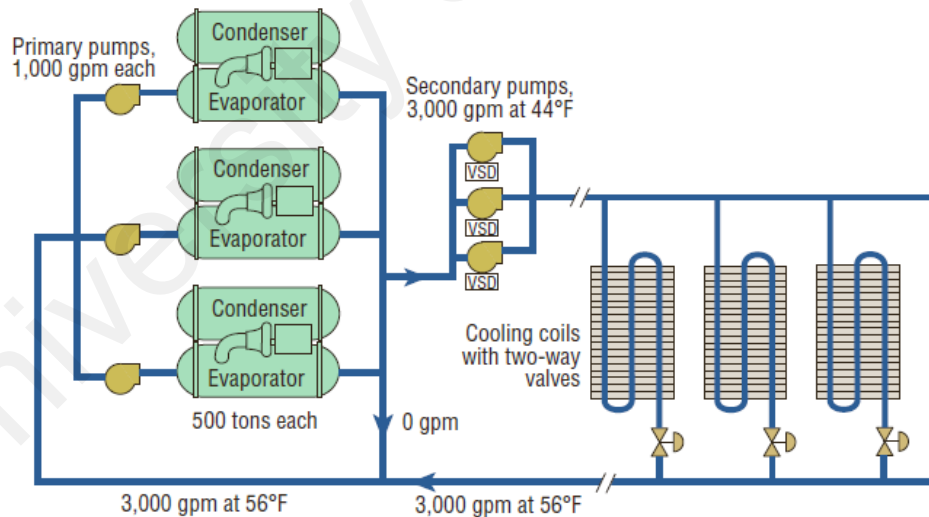 Primary pumps,
1,000 gpm each
Condenser
Evaporator
Condenser
Evaporator
Condenser
Evaporator
500 tons each
Secondary pumps,
3,000 gpm at 44°F
VSD
VSD
VSD
Cooling coils
with two-way
valves
0 gpm
3,000 gpm at 56°F
3,000 gpm at 56°F